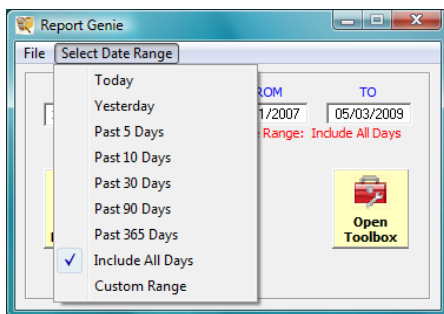 Report Genie
File Select Date Range
Today
Yesterday
Past 5 Days
Past 10 Days
Past 30 Days
Past 90 Days
Past 365 Days
Include All Days
Custom Range
TO
/2007 05/03/2009
Range: Include All Days
Open
Toolbox